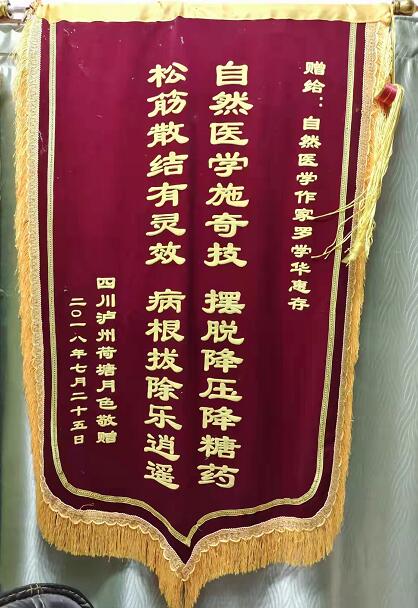 赠给：自然医学作家罗学华惠存
自然医学施奇技 摆脱降压降糖药
松筋散结有灵效 病根拔除乐逍遥
四川泸州荷塘月色敬赠
二〇一八年七月二十五日